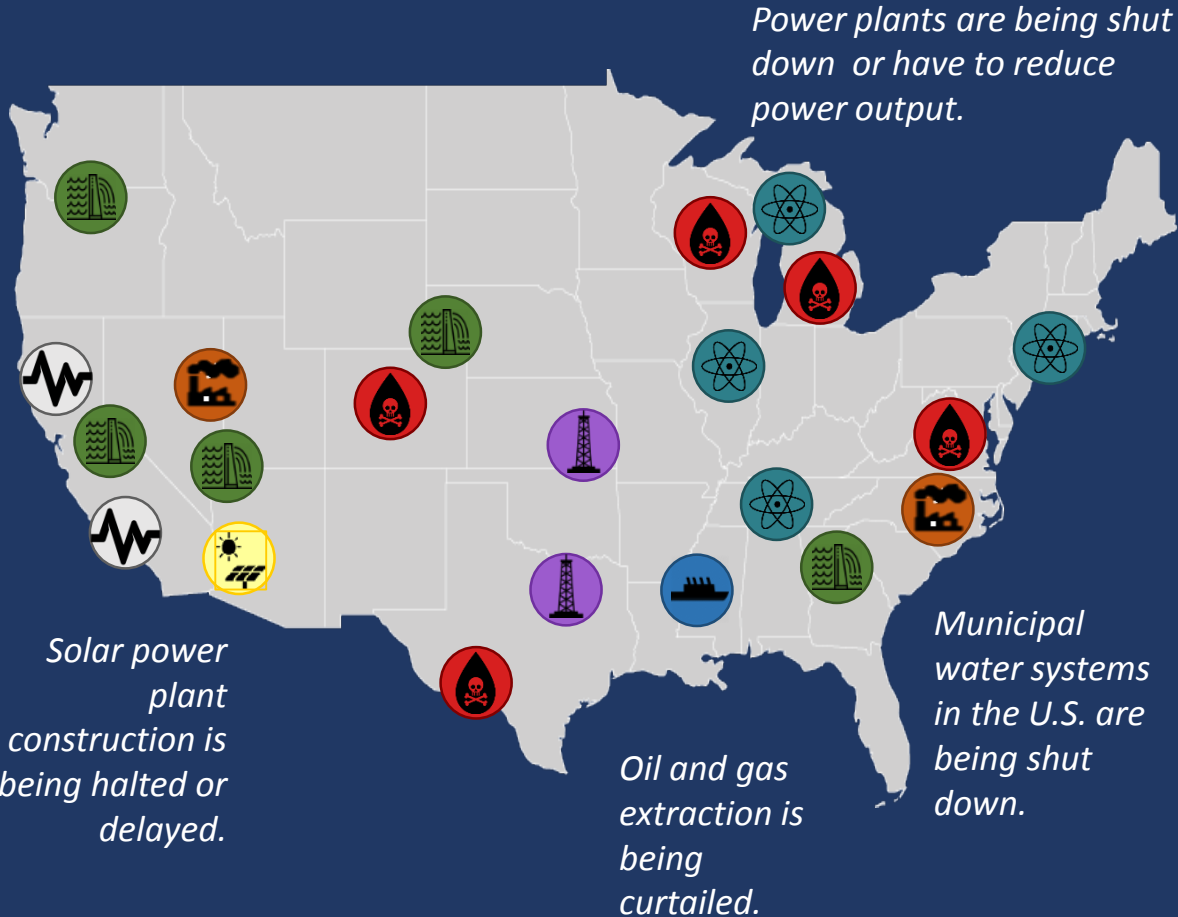 Power plants are being shut
down or have to reduce
power output.
Solar power
plant
construction is
being halted or
delayed.
Oil and gas
extraction is
being
curtailed.
Municipal
water systems
in the U.S. are
being shut
down.